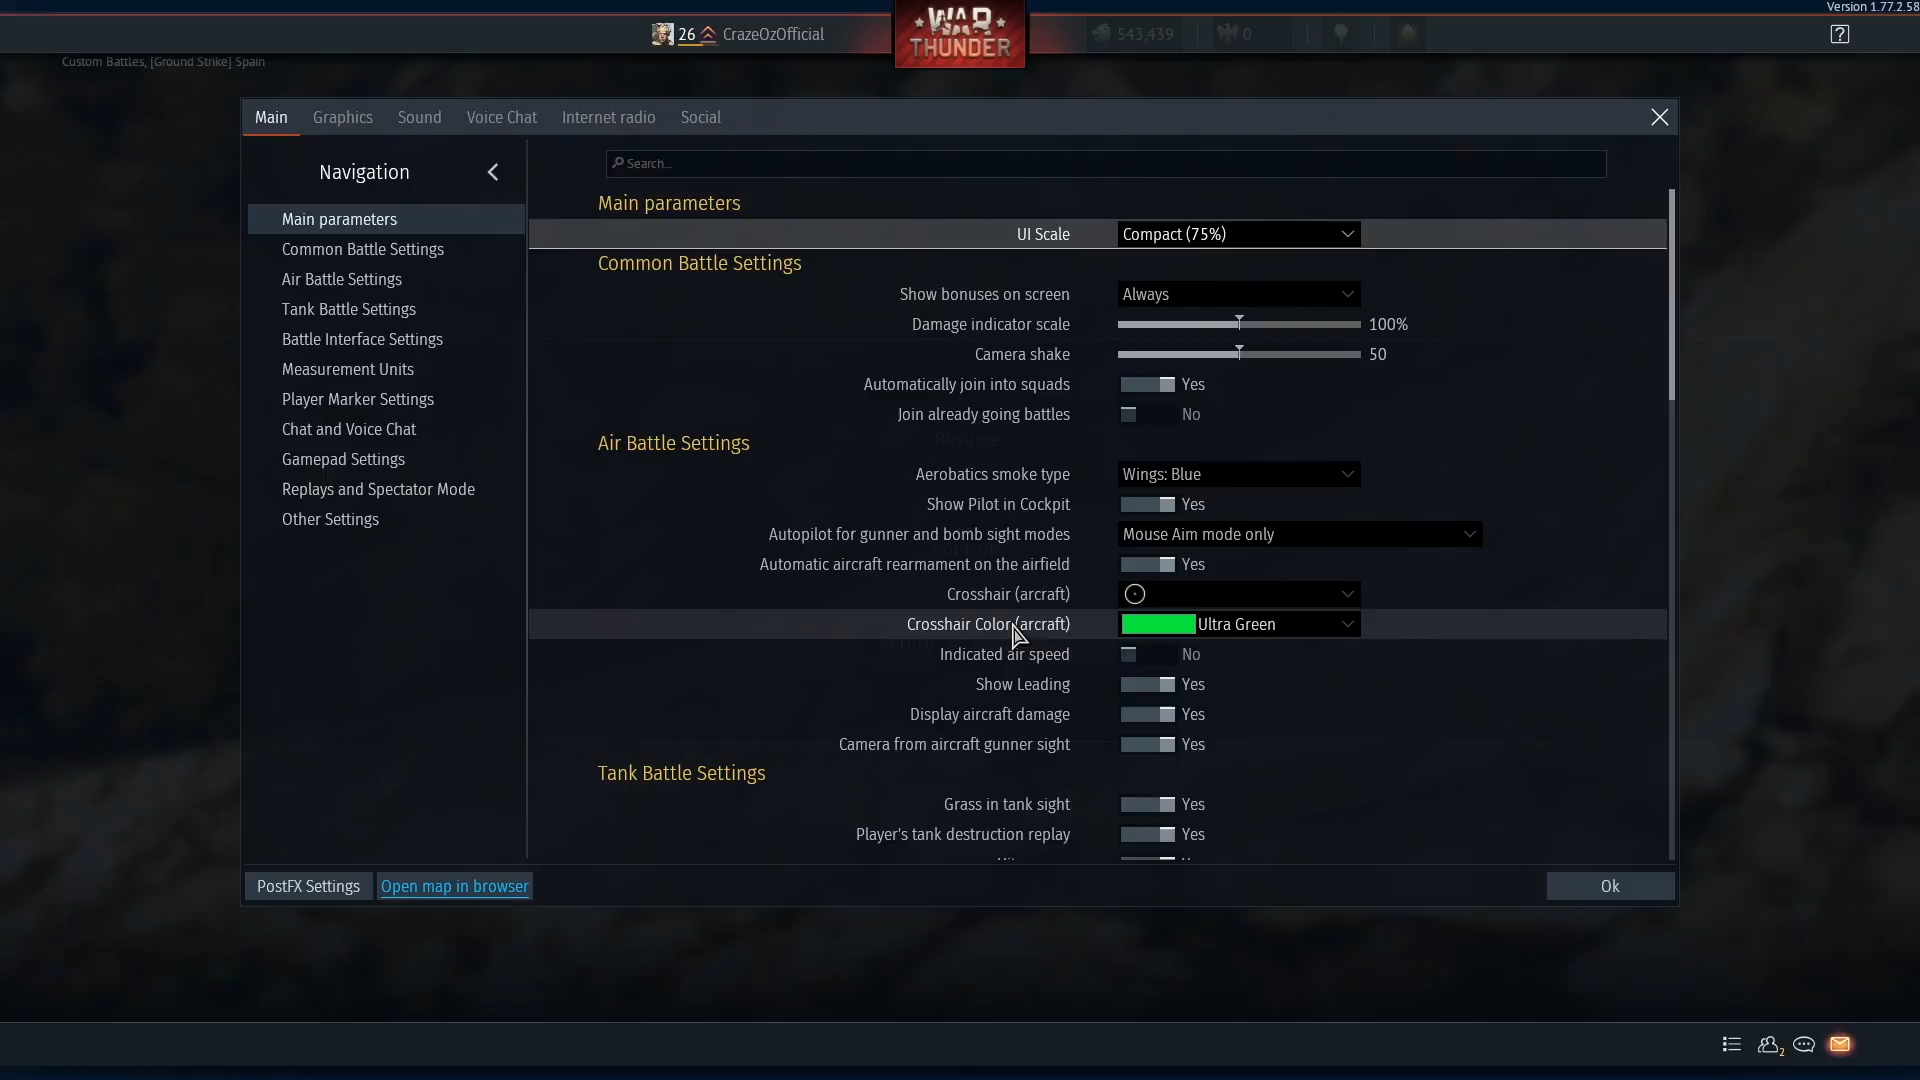 Version 1.77.2.58
26 CrazeOzOfficial
WAR THUNDER
543,439
0
?
Custom Battles, [Ground Strike] Spain
Main Graphics Sound Voice Chat Internet radio Social
Navigation
Main parameters
Common Battle Settings
Air Battle Settings
Tank Battle Settings
Battle Interface Settings
Measurement Units
Player Marker Settings
Chat and Voice Chat
Gamepad Settings
Replays and Spectator Mode
Other Settings
Search...
Main parameters
UI Scale Compact (75%)
Common Battle Settings
Show bonuses on screen Always
Damage indicator scale 100%
Camera shake 50
Automatically join into squads Yes
Join already going battles No
Resume
Air Battle Settings
Aerobatics smoke type Wings: Blue
Show Pilot in Cockpit Yes
Autopilot for gunner and bomb sight modes Mouse Aim mode only
Automatic aircraft rearmament on the airfield Yes
Crosshair (arcraft)
Crosshair Color (arcraft) Ultra Green
Indicated air speed No
Show Leading Yes
Display aircraft damage Yes
Camera from aircraft gunner sight Yes
Tank Battle Settings
Grass in tank sight Yes
Player's tank destruction replay Yes
PostFX Settings Open map in browser Ok
2